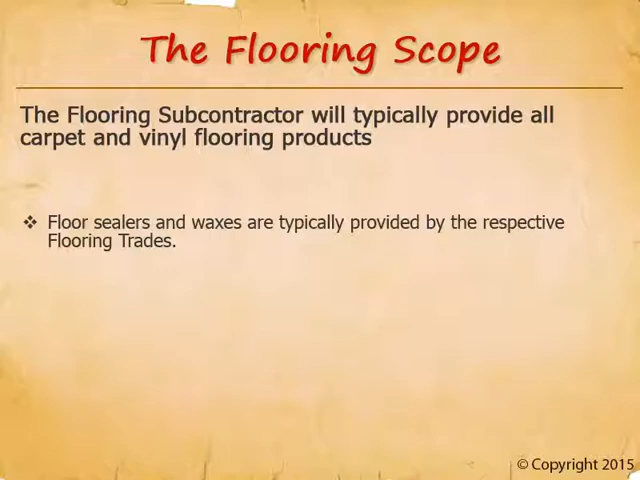 The Flooring Scope
The Flooring Subcontractor will typically provide all
carpet and vinyl flooring products
❖ Floor sealers and waxes are typically provided by the respective
Flooring Trades.
© Copyright 2015